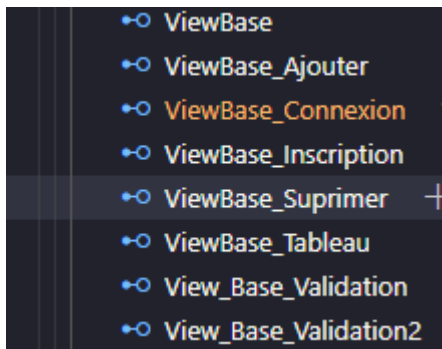 ViewBase
ViewBase_Ajouter
ViewBase_Connexion
ViewBase_Inscription
ViewBase_Suprimer
ViewBase_Tableau
View_Base_Validation
View_Base_Validation2